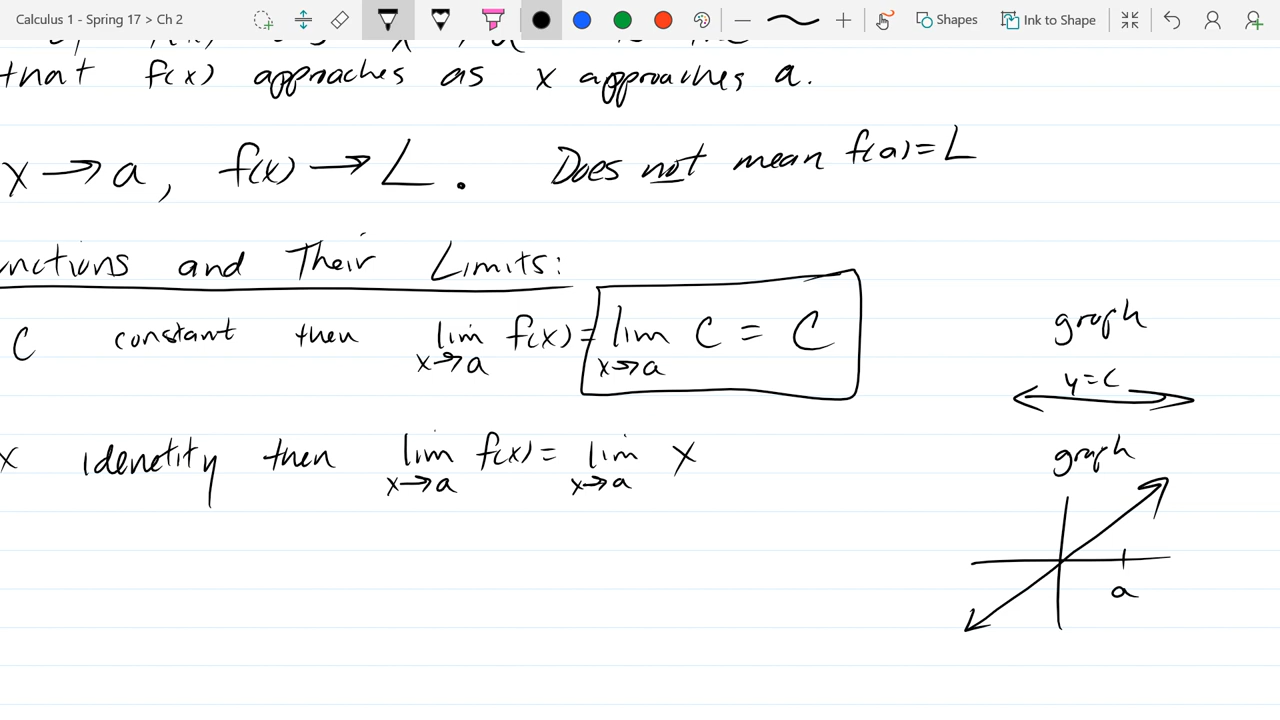 Calculus 1 - Spring 17 > Ch 2
Shapes
Ink to Shape
that f(x) approaches as x approaches a.
x → a, f(x) → L. Does not mean f(a) = L
nctions and Their Limits:
C constant then lim x→a f(x) = lim x→a C = C
graph
y = C
x idenetity then lim x→a f(x) = lim x→a x
graph
a